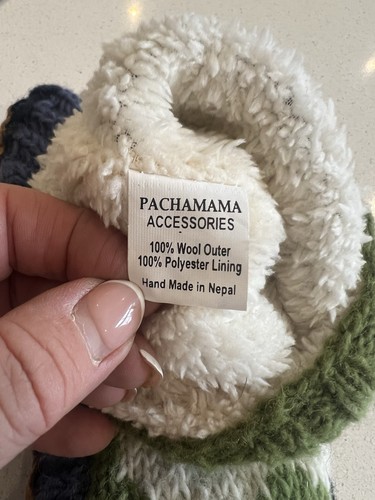 PACHAMAMA
ACCESSORIES
100% Wool Outer
100% Polyester Lining
Hand Made in Nepal